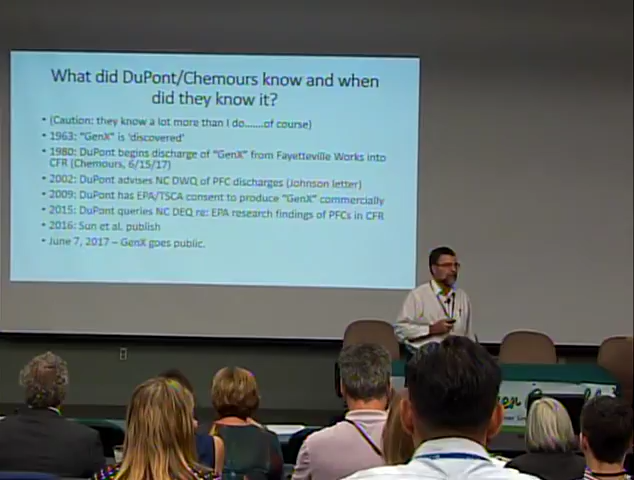 What did DuPont/Chemours know and when
did they know it?
• (Caution: they know a lot more than I do.......of course)
• 1963: "GenX" is 'discovered'
• 1980: DuPont begins discharge of "GenX" from Fayetteville Works into
CFR (Chemours, 6/15/17)
• 2002: DuPont advises NC DWQ of PFC discharges (Johnson letter)
• 2009: DuPont has EPA/TSCA consent to produce "GenX" commercially
• 2015: DuPont queries NC DEQ re: EPA research findings of PFCs in CFR
• 2016: Sun et al. publish
• June 7, 2017 – GenX goes public.